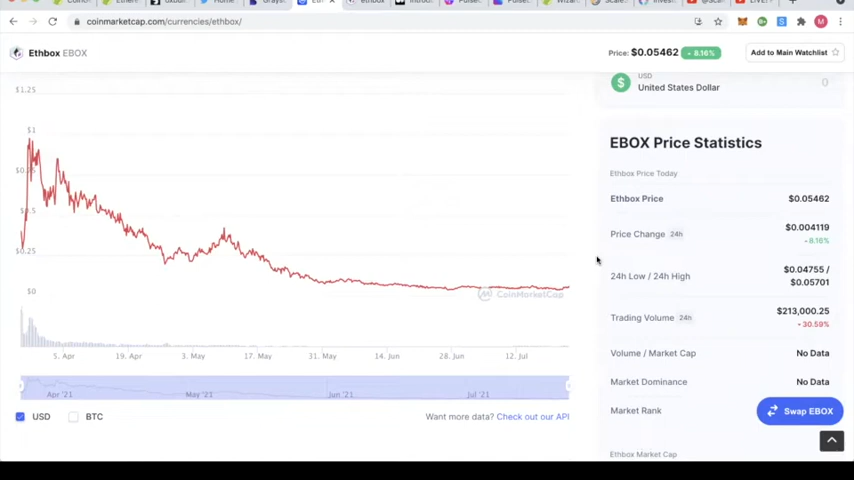 coinmarketcap.com/currencies/ethbox/
M
Ethbox EBOX
Price: $0.05462 8.16%
Add to Main Watchlist
USD
United States Dollar
0
$1.25
$1
$0.25
$0
CoinMarketCap
5. Apr 19. Apr 3. May 17. May 31. May 14. Jun 28. Jun 12. Jul
Apr '21 May '21 Jun '21 Jul '21
USD BTC
Want more data? Check out our API
EBOX Price Statistics
Ethbox Price Today
Ethbox Price $0.05462
Price Change 24h $0.004119
8.16%
24h Low / 24h High $0.04755 /
$0.05701
Trading Volume 24h $213,000.25
30.59%
Volume / Market Cap No Data
Market Dominance No Data
Market Rank
Swap EBOX
Ethbox Market Cap